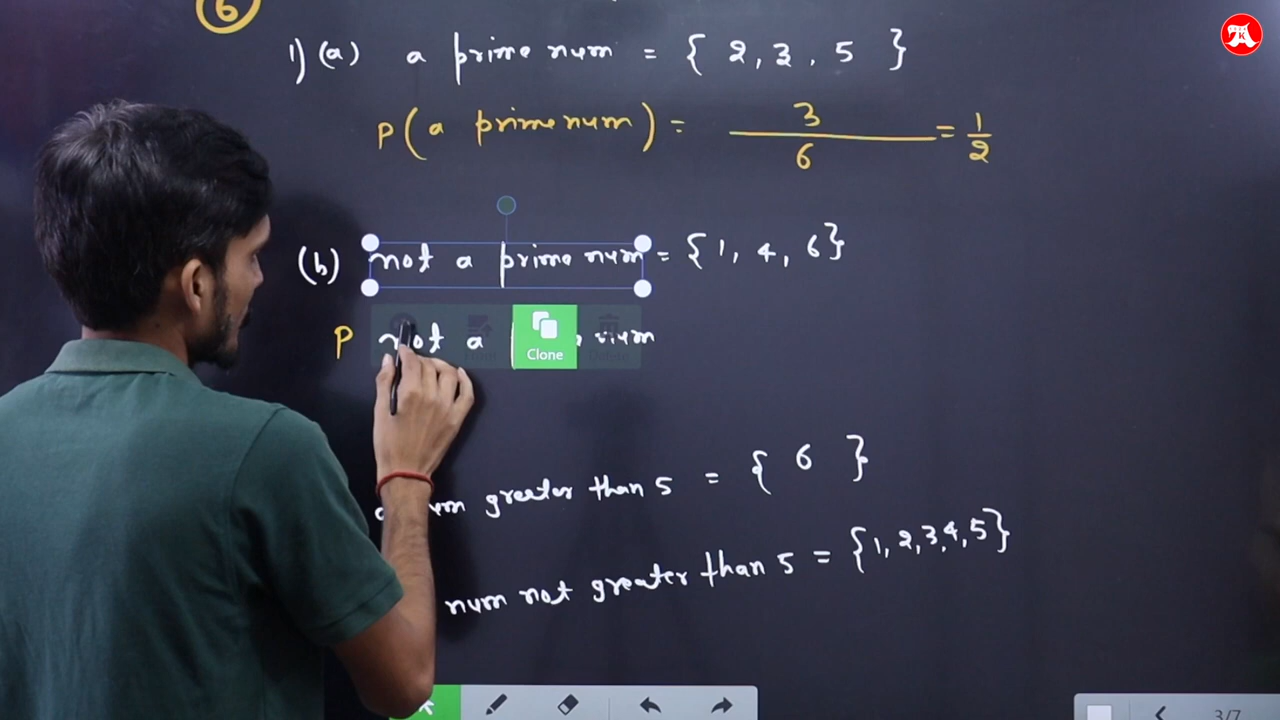 6
1) (a) a prime num = { 2, 3, 5 }
P(a prime num) = 3/6 = 1/2
(b) not a prime num = { 1, 4, 6}
Clone
P not a num
num greater than 5 = { 6 }
num not greater than 5 = {1, 2, 3, 4, 5}
3/7